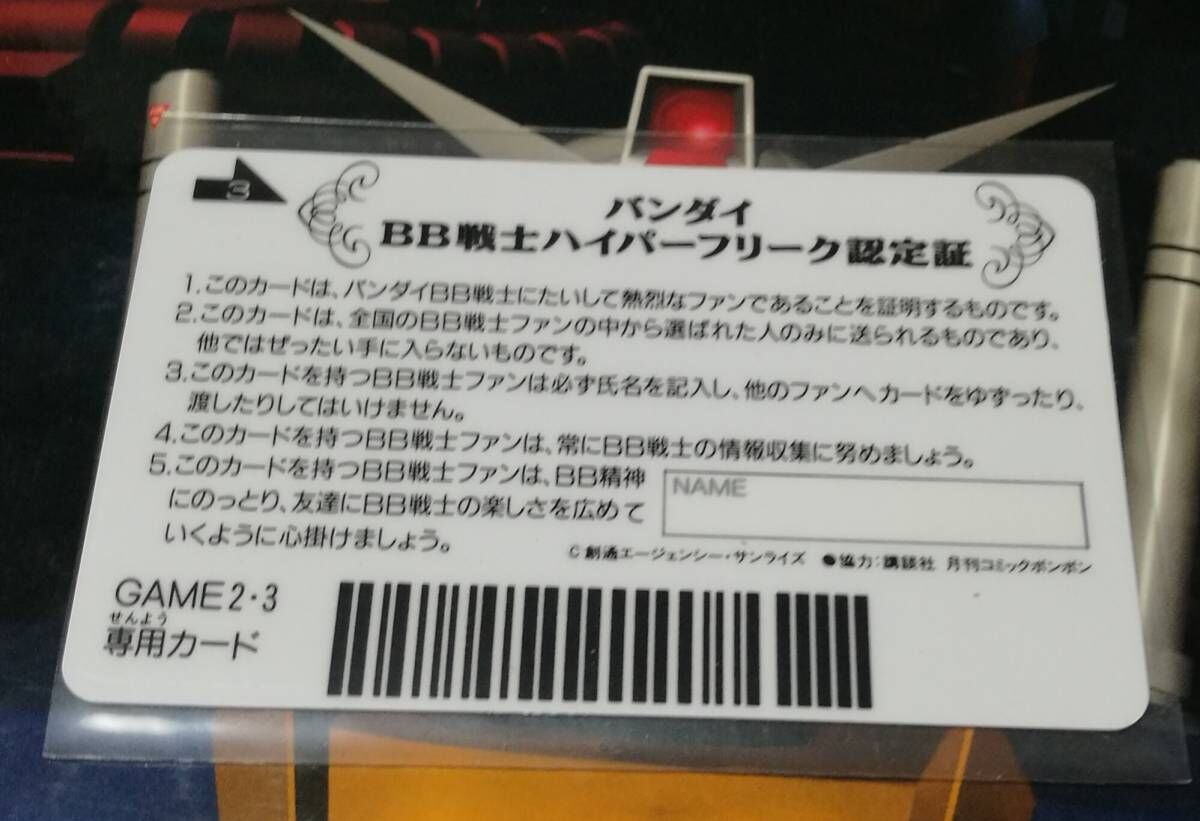 3
バンダイ
BB戦士ハイパーフリーク認定証
1.このカードは、バンダイBB戦士にたいして熱烈なファンであることを証明するものです。
2.このカードは、全国のBB戦士ファンの中から選ばれた人のみに送られるものであり、
他ではぜったい手に入らないものです。
3.このカードを持つBB戦士ファンは必ず氏名を記入し、他のファンへカードをゆずったり、
渡したりしてはいけません。
4.このカードを持つBB戦士ファンは、常にBB戦士の情報収集に努めましょう。
5.このカードを持つBB戦士ファンは、BB精神
にのっとり、友達にBB戦士の楽しさを広めて
いくように心掛けましょう。
NAME
C創通エージェンシー・サンライズ ●協力:講談社 月刊コミックボンボン
GAME2・3
せんよう
専用カード